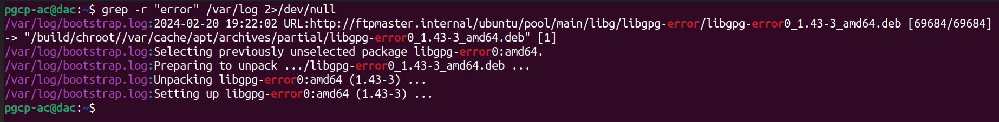 pgcp-ac@dac:~$ grep -r "error" /var/log 2>/dev/null
/var/log/bootstrap.log:2024-02-20 19:22:02 URL:http://ftpmaster.internal/ubuntu/pool/main/libg/libgpg-error/libgpg-error0_1.43-3_amd64.deb [69684/69684]
-> "/build/chroot//var/cache/apt/archives/partial/libgpg-error0_1.43-3_amd64.deb" [1]
/var/log/bootstrap.log:Selecting previously unselected package libgpg-error0:amd64.
/var/log/bootstrap.log:Preparing to unpack .../libgpg-error0_1.43-3_amd64.deb ...
/var/log/bootstrap.log:Unpacking libgpg-error0:amd64 (1.43-3) ...
/var/log/bootstrap.log:Setting up libgpg-error0:amd64 (1.43-3) ...
pgcp-ac@dac:~$